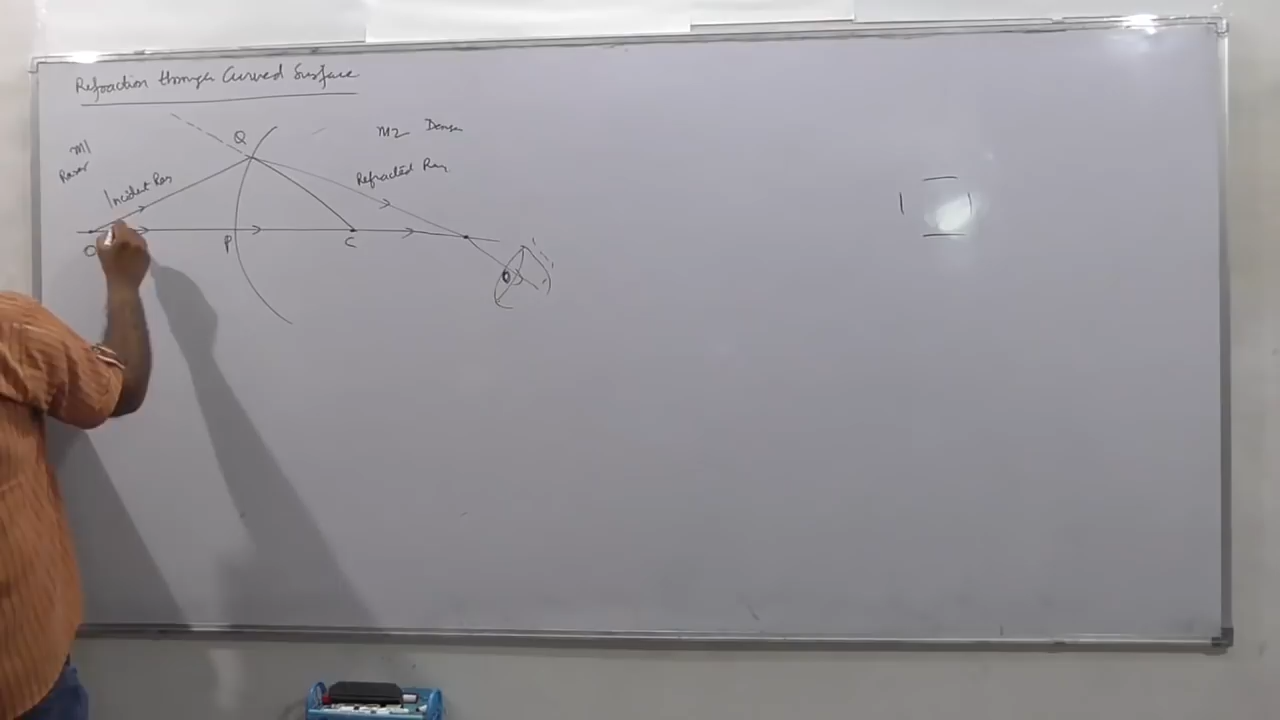 Refraction through Curved Surface
Q
M2 Denser
M1
Rarer
Incident Ray
Refracted Ray
O
P
C